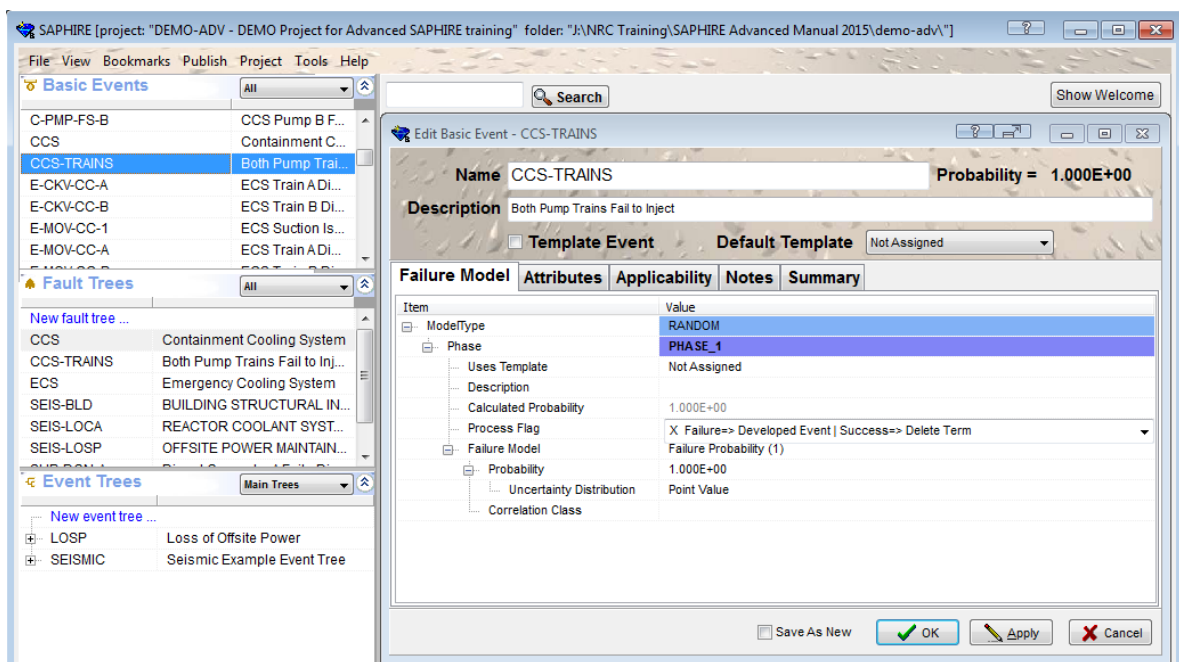 SAPHIRE [project: "DEMO-ADV - DEMO Project for Advanced SAPHIRE training" folder: "J:\NRC Training\SAPHIRE Advanced Manual 2015\demo-adv\"]
File View Bookmarks Publish Project Tools Help
Basic Events All
C-PMP-FS-B CCS Pump B F...
CCS Containment C...
CCS-TRAINS Both Pump Trai...
E-CKV-CC-A ECS Train A Di...
E-CKV-CC-B ECS Train B Di...
E-MOV-CC-1 ECS Suction Is...
E-MOV-CC-A ECS Train A Di...
Fault Trees All
New fault tree ...
CCS Containment Cooling System
CCS-TRAINS Both Pump Trains Fail to Inj...
ECS Emergency Cooling System
SEIS-BLD BUILDING STRUCTURAL IN...
SEIS-LOCA REACTOR COOLANT SYST...
SEIS-LOSP OFFSITE POWER MAINTAIN...
Event Trees Main Trees
New event tree ...
LOSP Loss of Offsite Power
SEISMIC Seismic Example Event Tree
Search Show Welcome
Edit Basic Event - CCS-TRAINS
Name CCS-TRAINS Probability = 1.000E+00
Description Both Pump Trains Fail to Inject
Template Event Default Template Not Assigned
Failure Model Attributes Applicability Notes Summary
Item Value
ModelType RANDOM
Phase PHASE_1
Uses Template Not Assigned
Description
Calculated Probability 1.000E+00
Process Flag X Failure=> Developed Event | Success=> Delete Term
Failure Model Failure Probability (1)
Probability 1.000E+00
Uncertainty Distribution Point Value
Correlation Class
Save As New OK Apply Cancel